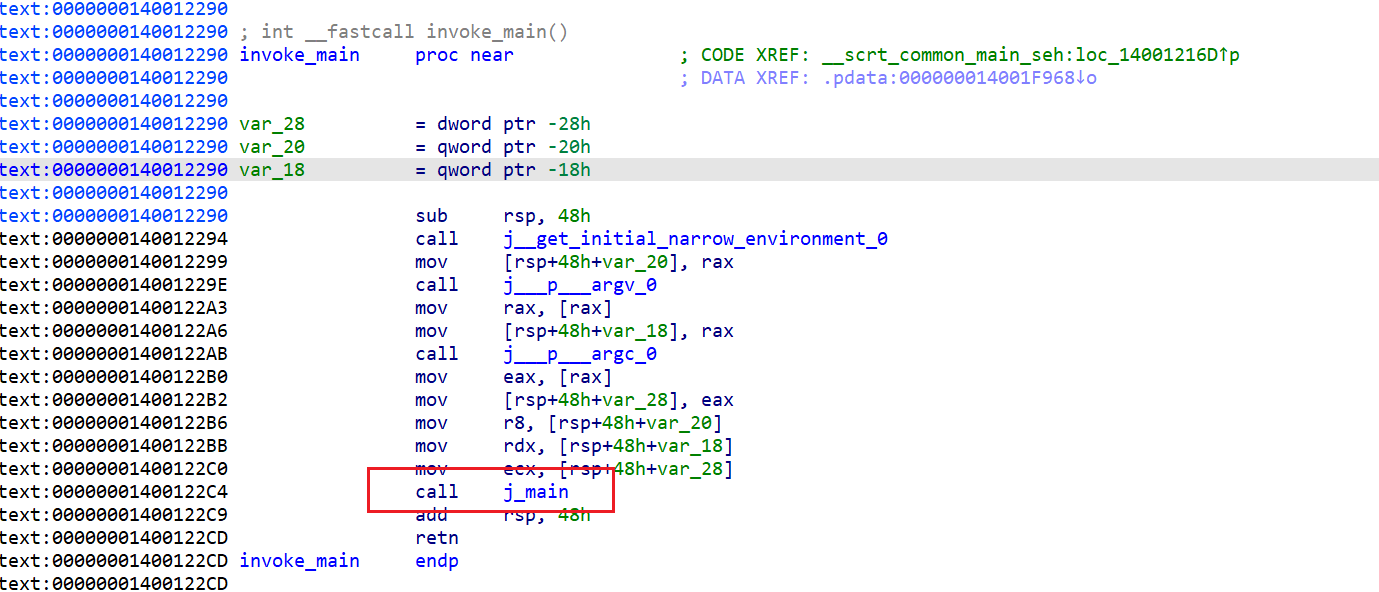 text:0000000140012290
text:0000000140012290 ; int __fastcall invoke_main()
text:0000000140012290 invoke_main     proc near               ; CODE XREF: __scrt_common_main_seh:loc_14001216D↑p
text:0000000140012290                                         ; DATA XREF: .pdata:000000014001F968↓o
text:0000000140012290
text:0000000140012290 var_28          = dword ptr -28h
text:0000000140012290 var_20          = qword ptr -20h
text:0000000140012290 var_18          = qword ptr -18h
text:0000000140012290
text:0000000140012290                 sub     rsp, 48h
text:0000000140012294                 call    j__get_initial_narrow_environment_0
text:0000000140012299                 mov     [rsp+48h+var_20], rax
text:000000014001229E                 call    j___p___argv_0
text:00000001400122A3                 mov     rax, [rax]
text:00000001400122A6                 mov     [rsp+48h+var_18], rax
text:00000001400122AB                 call    j___p___argc_0
text:00000001400122B0                 mov     eax, [rax]
text:00000001400122B2                 mov     [rsp+48h+var_28], eax
text:00000001400122B6                 mov     r8, [rsp+48h+var_20]
text:00000001400122BB                 mov     rdx, [rsp+48h+var_18]
text:00000001400122C0                 mov     ecx, [rsp+48h+var_28]
text:00000001400122C4                 call    j_main
text:00000001400122C9                 add     rsp, 48h
text:00000001400122CD                 retn
text:00000001400122CD invoke_main     endp
text:00000001400122CD